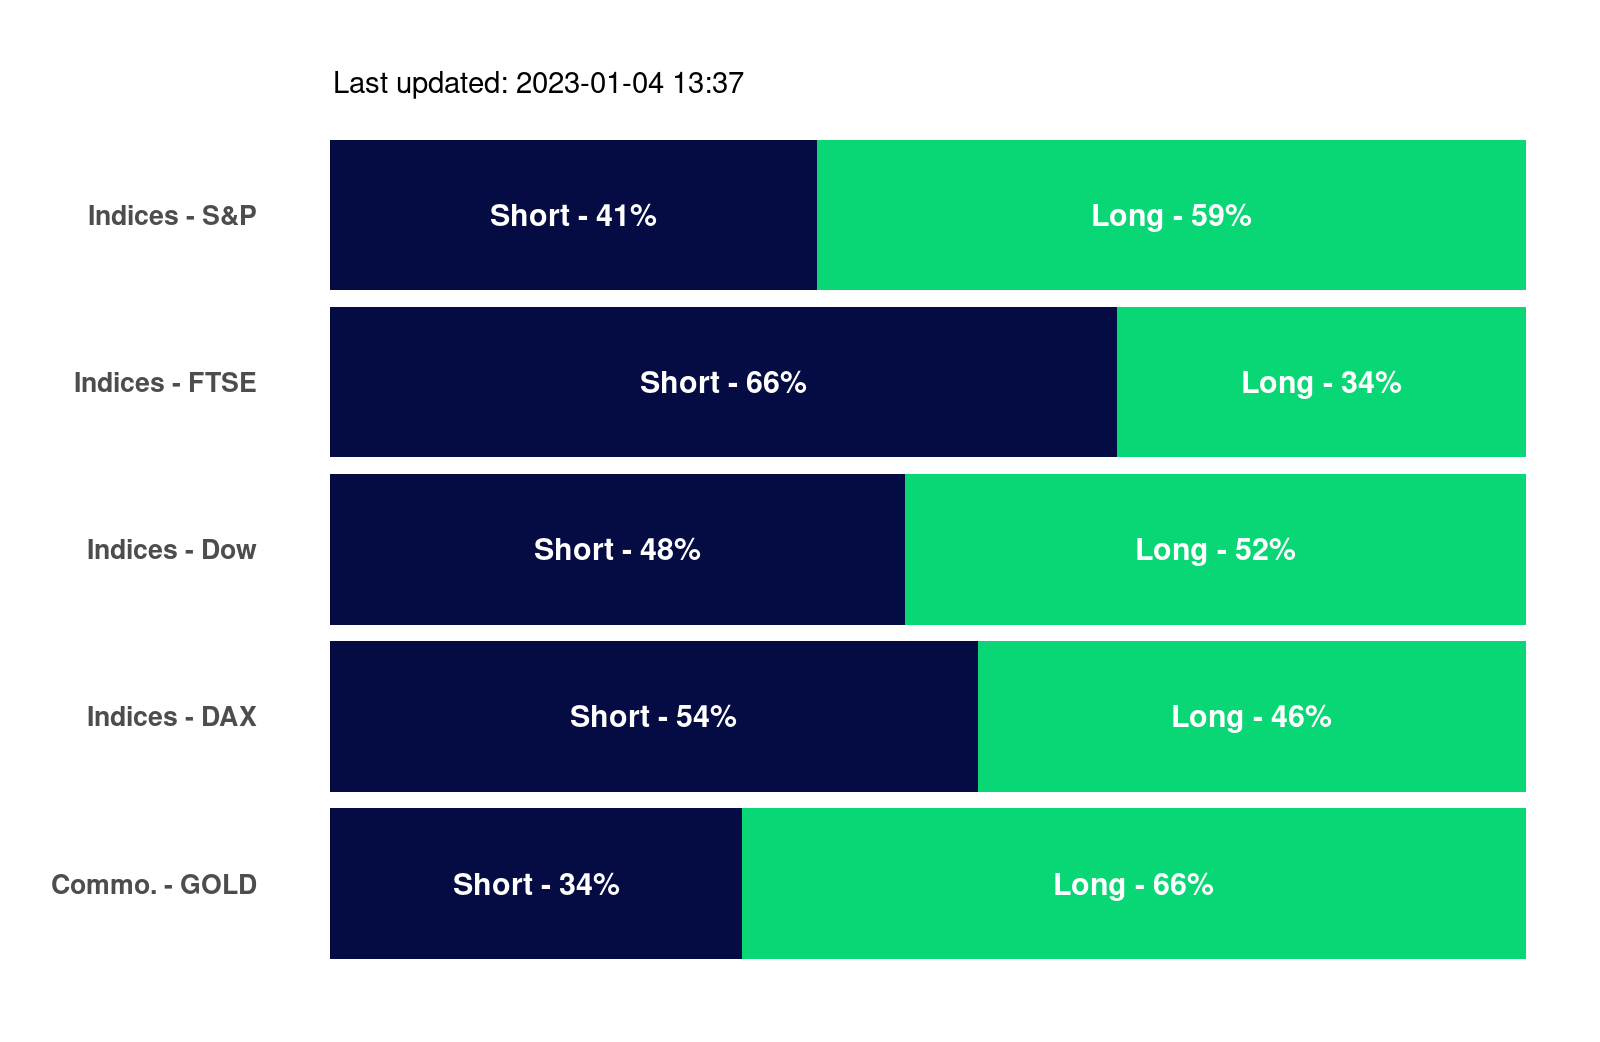 Last updated: 2023-01-04 13:37
Indices - S&P Short - 41% Long - 59%
Indices - FTSE Short - 66% Long - 34%
Indices - Dow Short - 48% Long - 52%
Indices - DAX Short - 54% Long - 46%
Commo. - GOLD Short - 34% Long - 66%